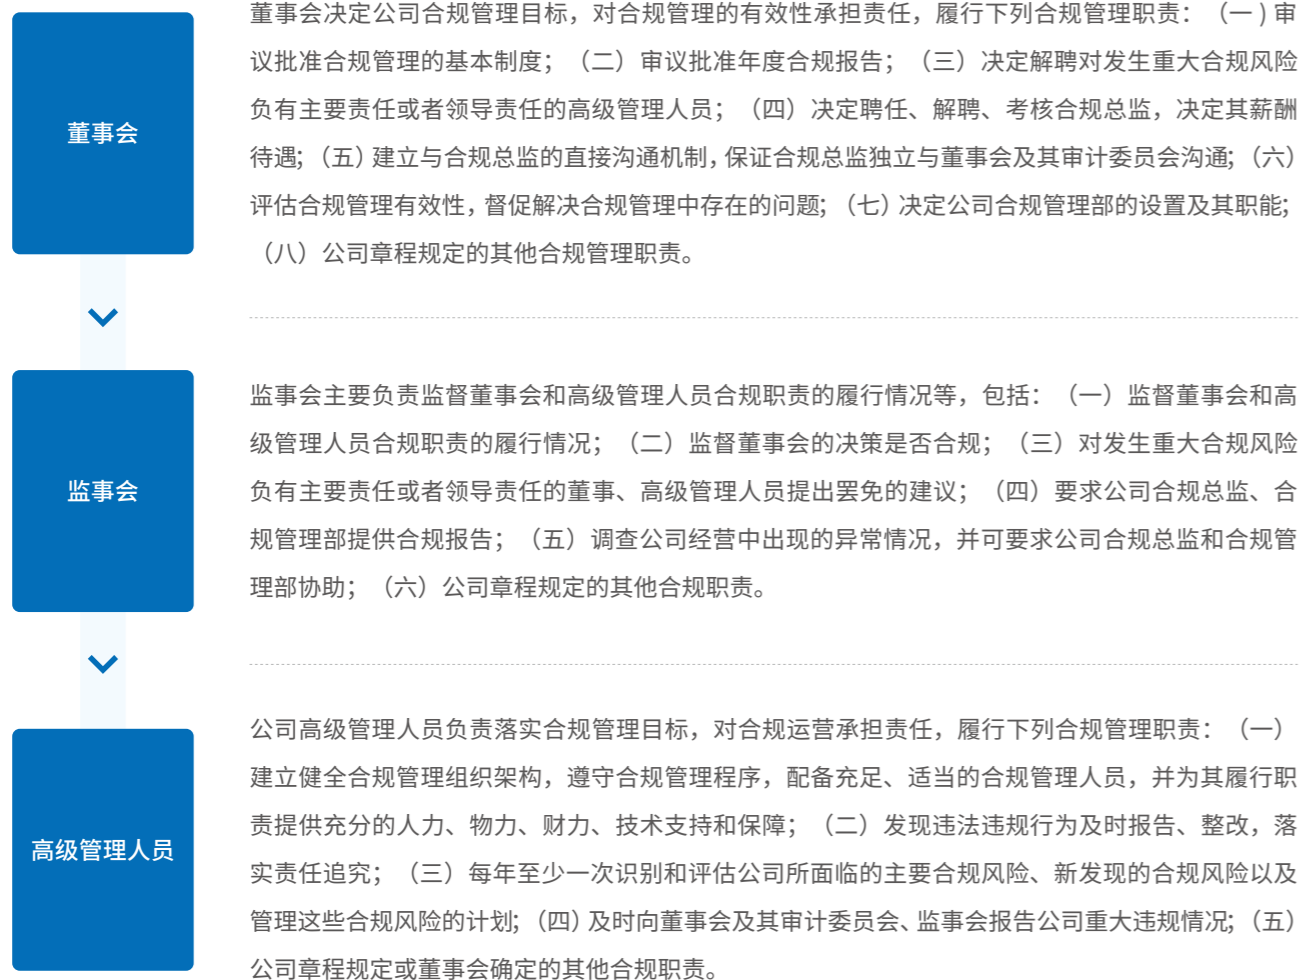 董事会
董事会决定公司合规管理目标，对合规管理的有效性承担责任，履行下列合规管理职责：（一 ) 审
议批准合规管理的基本制度；（二）审议批准年度合规报告；（三）决定解聘对发生重大合规风险
负有主要责任或者领导责任的高级管理人员；（四）决定聘任、解聘、考核合规总监，决定其薪酬
待遇；（五）建立与合规总监的直接沟通机制，保证合规总监独立与董事会及其审计委员会沟通；（六）
评估合规管理有效性，督促解决合规管理中存在的问题；（七）决定公司合规管理部的设置及其职能；
（八）公司章程规定的其他合规管理职责。
监事会
监事会主要负责监督董事会和高级管理人员合规职责的履行情况等，包括：（一）监督董事会和高
级管理人员合规职责的履行情况；（二）监督董事会的决策是否合规；（三）对发生重大合规风险
负有主要责任或者领导责任的董事、高级管理人员提出罢免的建议；（四）要求公司合规总监、合
规管理部提供合规报告；（五）调查公司经营中出现的异常情况，并可要求公司合规总监和合规管
理部协助；（六）公司章程规定的其他合规职责。
高级管理人员
公司高级管理人员负责落实合规管理目标，对合规运营承担责任，履行下列合规管理职责：（一）
建立健全合规管理组织架构，遵守合规管理程序，配备充足、适当的合规管理人员，并为其履行职
责提供充分的人力、物力、财力、技术支持和保障；（二）发现违法违规行为及时报告、整改，落
实责任追究；（三）每年至少一次识别和评估公司所面临的主要合规风险、新发现的合规风险以及
管理这些合规风险的计划；（四）及时向董事会及其审计委员会、监事会报告公司重大违规情况；（五）
公司章程规定或董事会确定的其他合规职责。